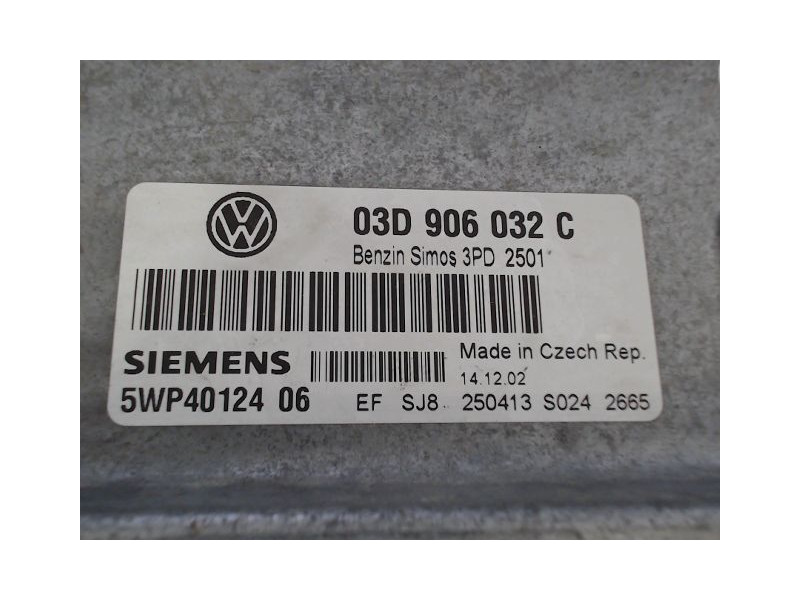 03D 906 032 C
Benzin Simos 3PD 2501
SIEMENS
Made in Czech Rep.
14.12.02
5WP40124 06 EF SJ8 250413 S024 2665